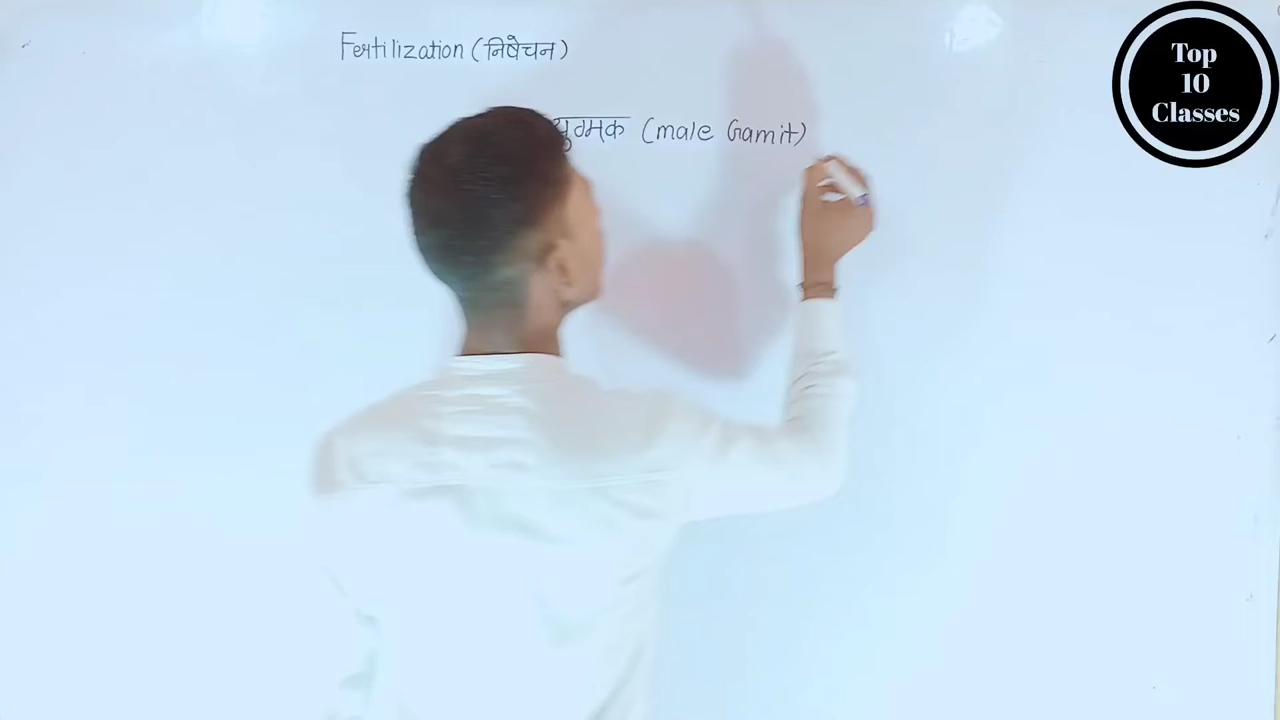 Fertilization (निषेचन)
युग्मक (male Gamit)
Top
10
Classes